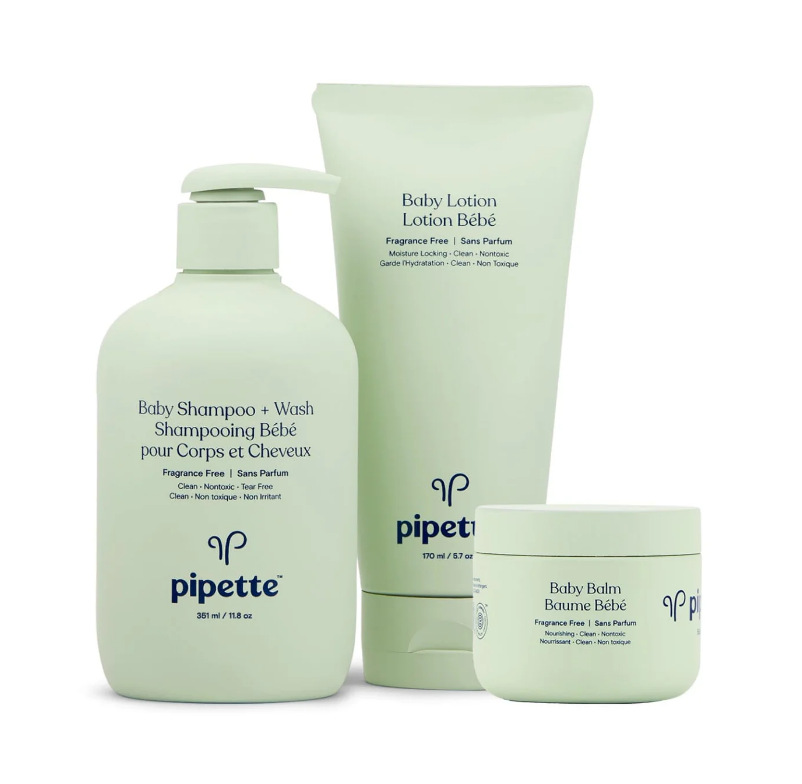 Baby Shampoo + Wash
Shampooing Bébé
pour Corps et Cheveux
Fragrance Free | Sans Parfum
Clean • Nontoxic • Tear Free
Clean • Non toxique • Non Irritant
pipette™
351 ml / 11.8 oz
Baby Lotion
Lotion Bébé
Fragrance Free | Sans Parfum
Moisture Locking • Clean • Nontoxic
Garde l'Hydratation • Clean • Non Toxique
pipett
170 ml / 5.7 oz
Baby Balm
Baume Bébé
Fragrance Free | Sans Parfum
Nourishing • Clean • Nontoxic
Nourrissant • Clean • Non toxique
pip